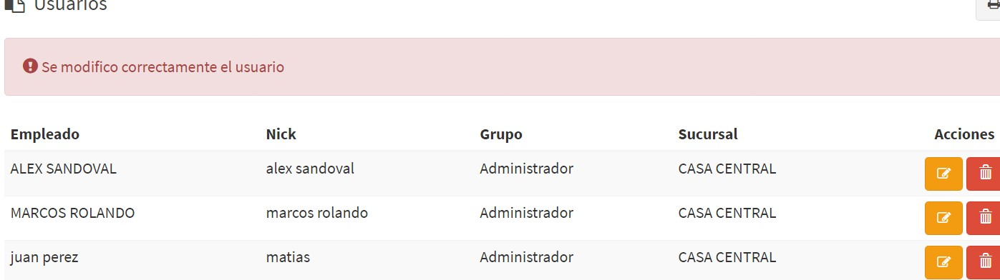 Usuarios
Se modifico correctamente el usuario
Empleado Nick Grupo Sucursal Acciones
ALEX SANDOVAL alex sandoval Administrador CASA CENTRAL
MARCOS ROLANDO marcos rolando Administrador CASA CENTRAL
juan perez matias Administrador CASA CENTRAL